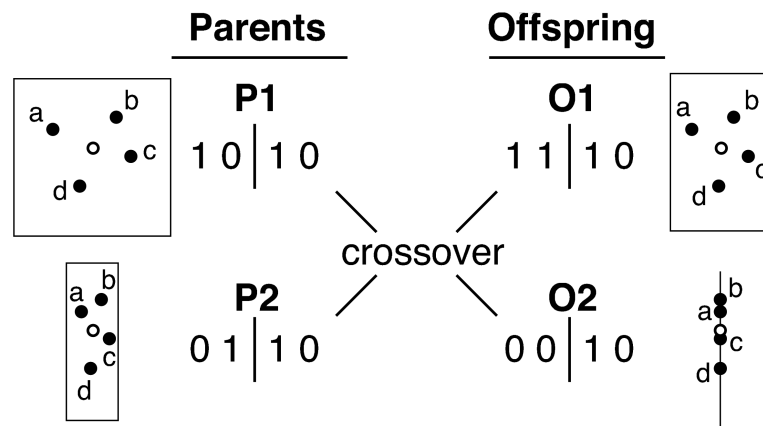 Parents
Offspring
P1
1 0 | 1 0
a
b
c
d
O1
1 1 | 1 0
a
b
c
d
crossover
P2
0 1 | 1 0
a
b
c
d
O2
0 0 | 1 0
b
a
c
d